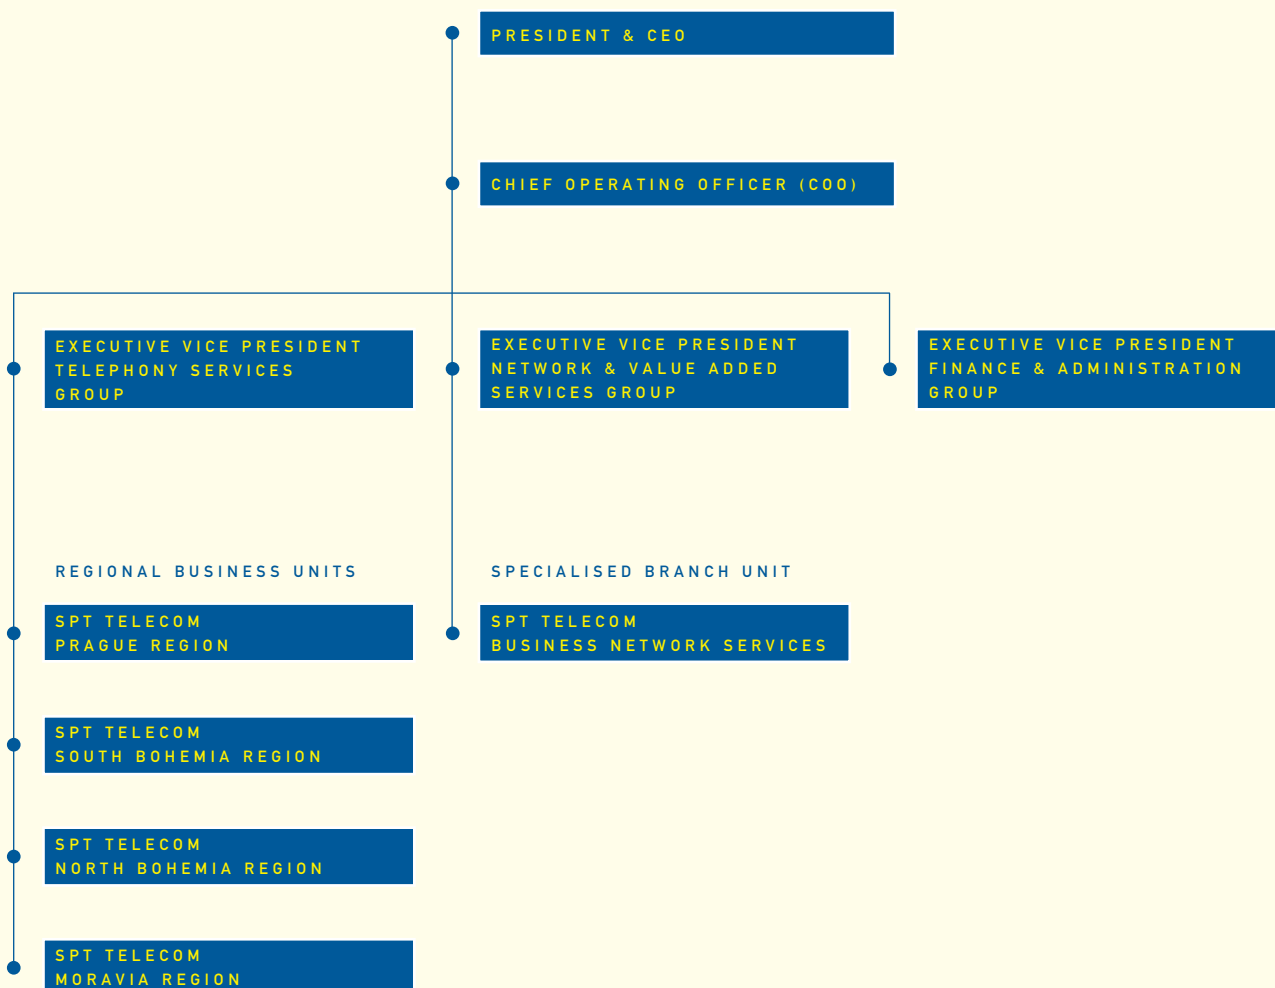 PRESIDENT & CEO
CHIEF OPERATING OFFICER (COO)
EXECUTIVE VICE PRESIDENT
TELEPHONY SERVICES
GROUP
EXECUTIVE VICE PRESIDENT
NETWORK & VALUE ADDED
SERVICES GROUP
EXECUTIVE VICE PRESIDENT
FINANCE & ADMINISTRATION
GROUP
REGIONAL BUSINESS UNITS
SPECIALISED BRANCH UNIT
SPT TELECOM
PRAGUE REGION
SPT TELECOM
BUSINESS NETWORK SERVICES
SPT TELECOM
SOUTH BOHEMIA REGION
SPT TELECOM
NORTH BOHEMIA REGION
SPT TELECOM
MORAVIA REGION